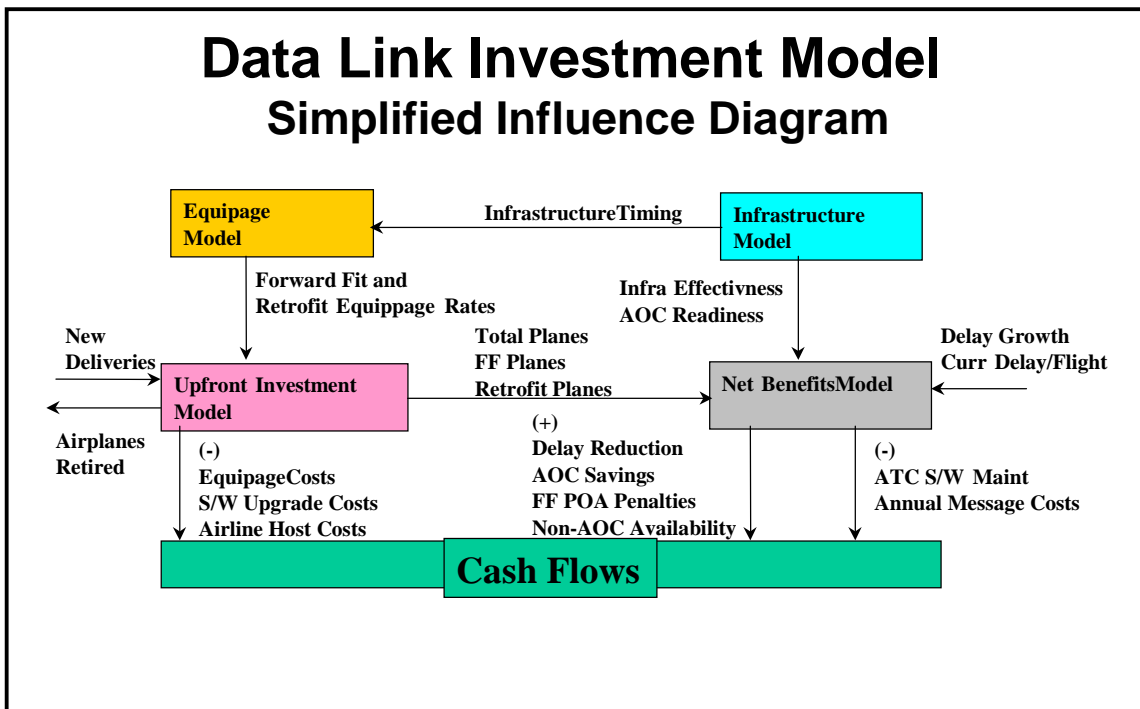 Data Link Investment Model
Simplified Influence Diagram
Equipage
Model
InfrastructureTiming
Infrastructure
Model
Forward Fit and
Retrofit Equippage Rates
Infra Effectivness
AOC Readiness
New
Deliveries
Total Planes
FF Planes
Retrofit Planes
Delay Growth
Curr Delay/Flight
Upfront Investment
Model
Net BenefitsModel
Airplanes
Retired
(-)
EquipageCosts
S/W Upgrade Costs
Airline Host Costs
(+)
Delay Reduction
AOC Savings
FF POA Penalties
Non-AOC Availability
(-)
ATC S/W Maint
Annual Message Costs
Cash Flows